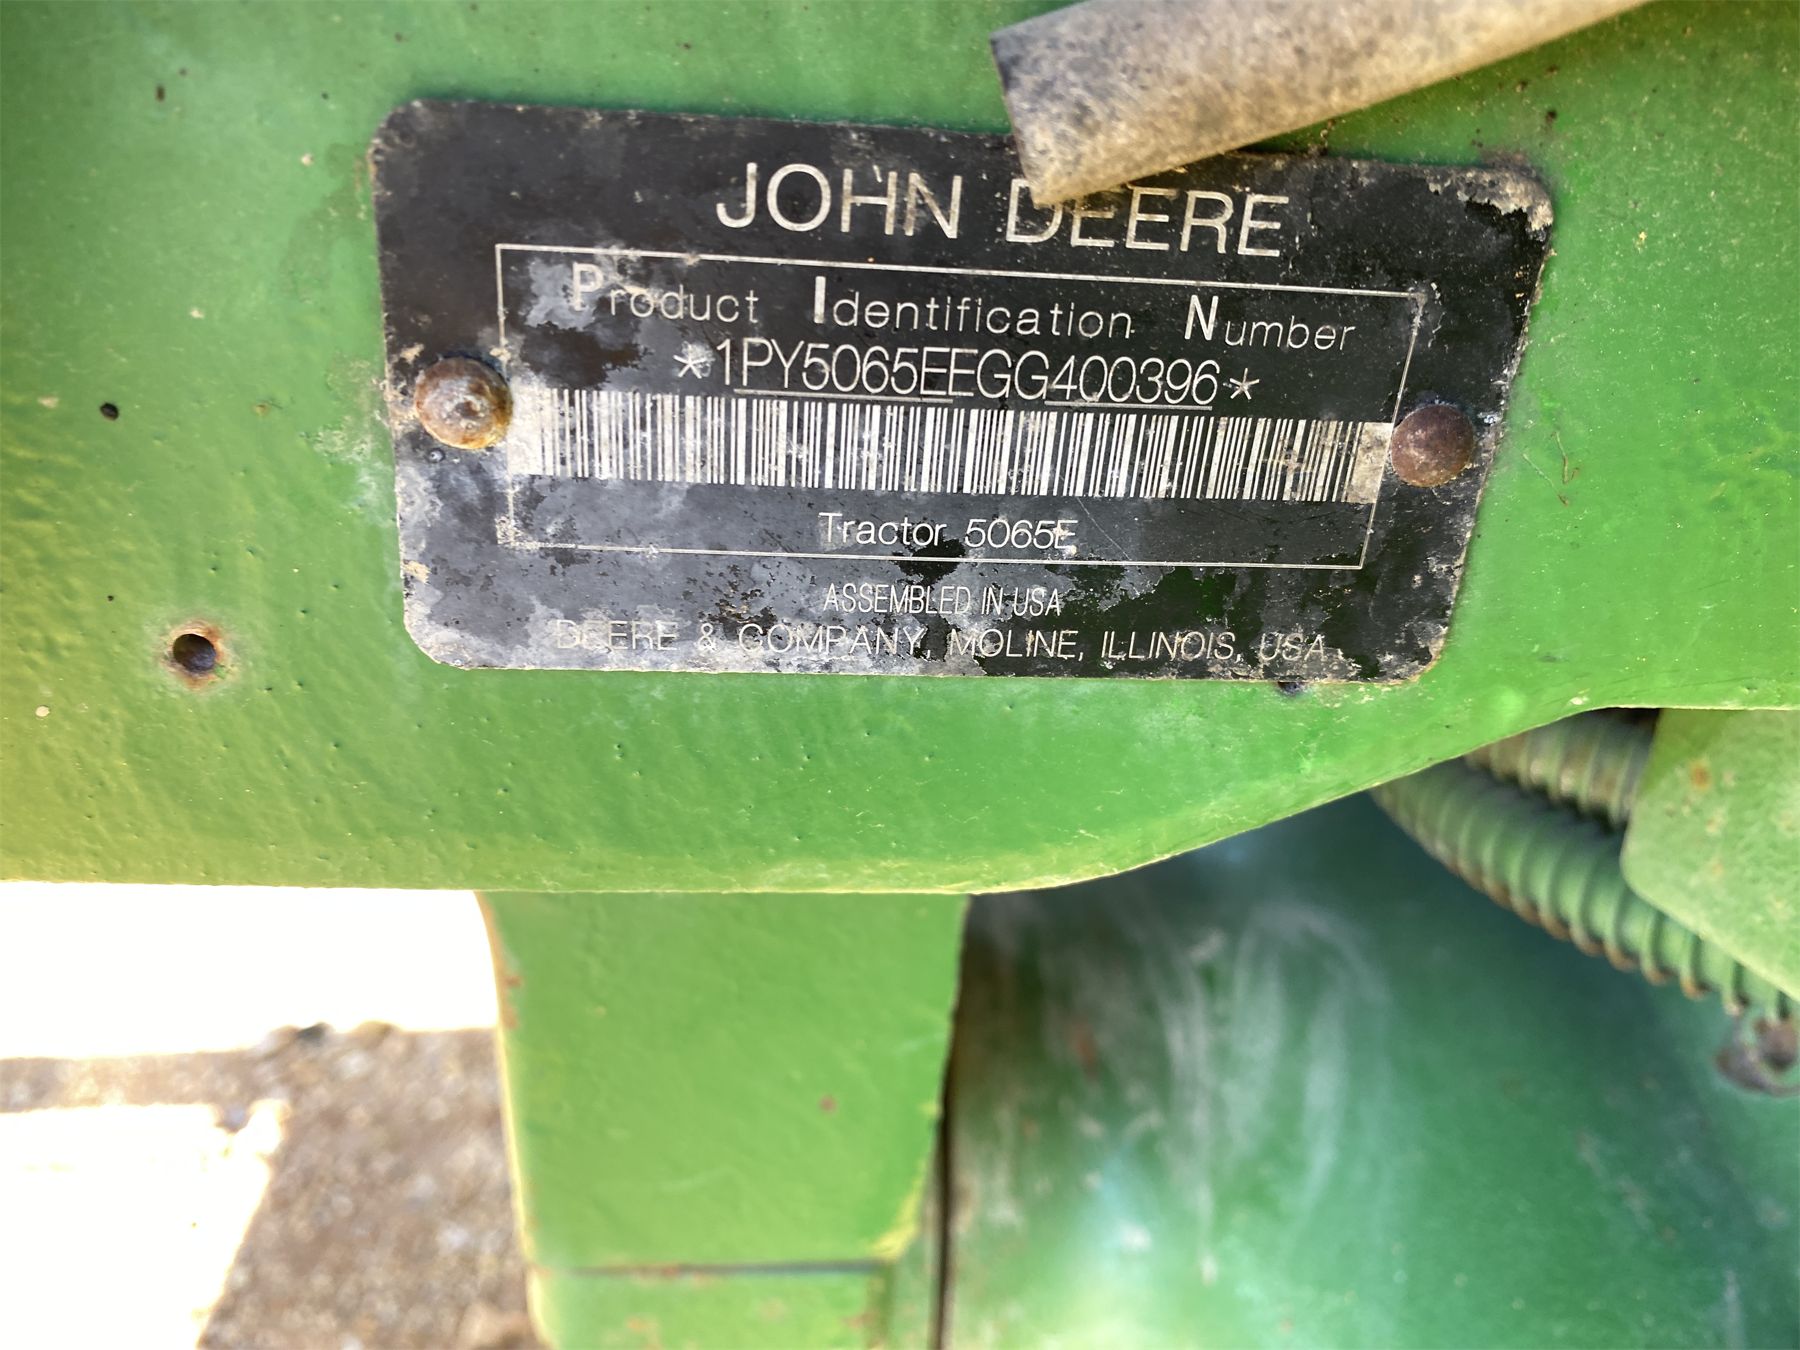 JOHN DEERE
Product Identification Number
*1PY5065EEGG400396*
Tractor 5065E
ASSEMBLED IN USA
DEERE & COMPANY, MOLINE, ILLINOIS, USA